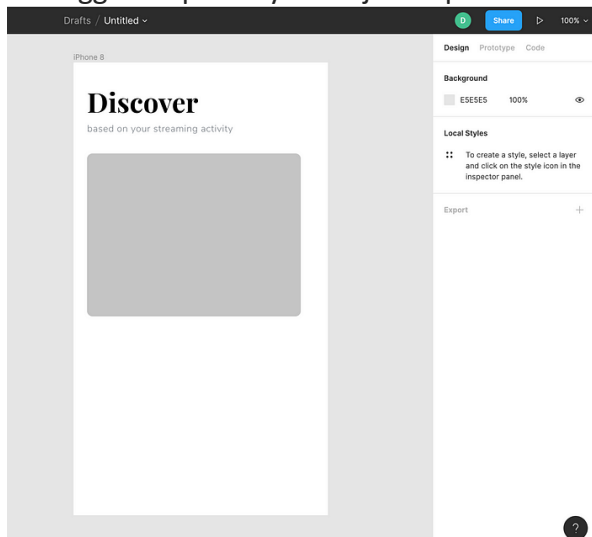 Drafts / Untitled
D Share 100%
Design Prototype Code
iPhone 8
Background
Discover
E5E5E5 100%
based on your streaming activity
Local Styles
To create a style, select a layer
and click on the style icon in the
inspector panel.
Export
?